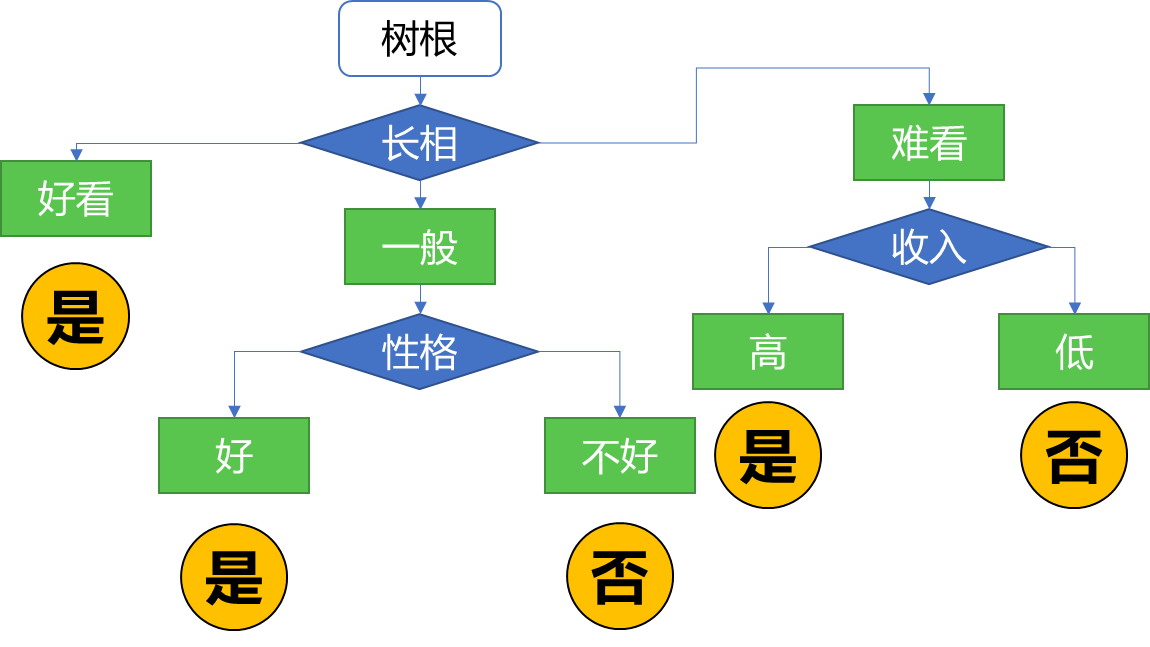 树根
长相
难看
好看
一般
收入
是
性格
高
低
好
不好
是
否
是
否